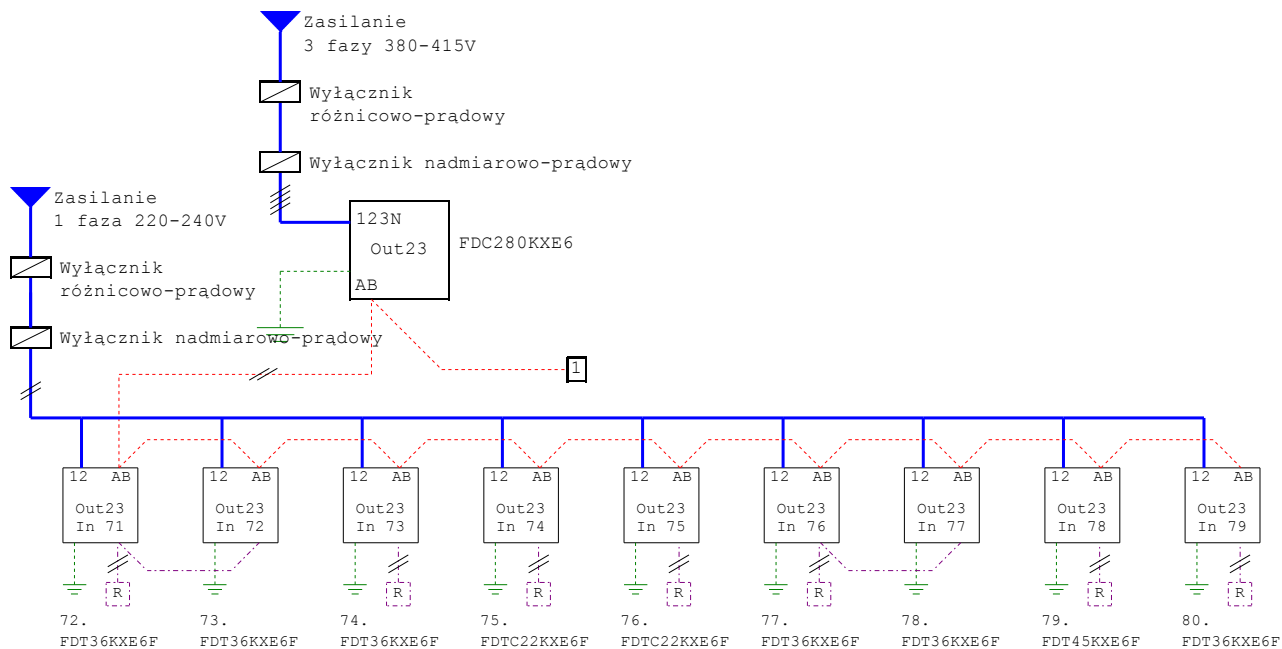 Zasilanie
3 fazy 380-415V
Wyłącznik
różnicowo-prądowy
Wyłącznik nadmiarowo-prądowy
Zasilanie
1 faza 220-240V
123N
Out23
AB
FDC280KXE6
Wyłącznik
różnicowo-prądowy
Wyłącznik nadmiarowo-prądowy
1
12 AB
Out23
In 71
R
72.
FDT36KXE6F
12 AB
Out23
In 72
73.
FDT36KXE6F
12 AB
Out23
In 73
R
74.
FDT36KXE6F
12 AB
Out23
In 74
R
75.
FDTC22KXE6F
12 AB
Out23
In 75
R
76.
FDTC22KXE6F
12 AB
Out23
In 76
R
77.
FDT36KXE6F
12 AB
Out23
In 77
78.
FDT36KXE6F
12 AB
Out23
In 78
R
79.
FDT45KXE6F
12 AB
Out23
In 79
R
80.
FDT36KXE6F